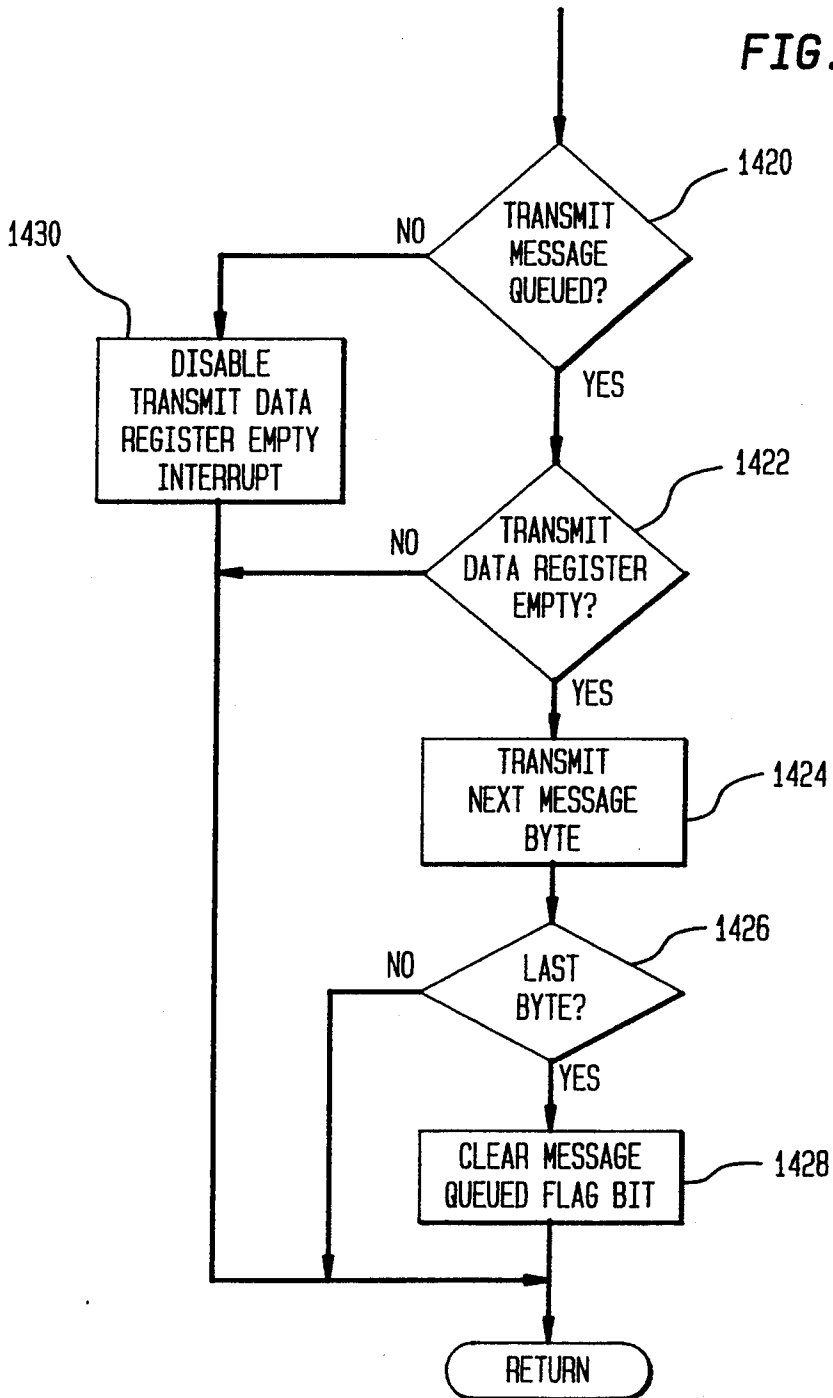 FIG.
1420
TRANSMIT
MESSAGE
QUEUED?
NO
1430
YES
DISABLE
TRANSMIT DATA
REGISTER EMPTY
INTERRUPT
1422
TRANSMIT
DATA REGISTER
EMPTY?
NO
YES
TRANSMIT
NEXT MESSAGE
BYTE
1424
1426
LAST
BYTE?
NO
YES
CLEAR MESSAGE
QUEUED FLAG BIT
1428
RETURN